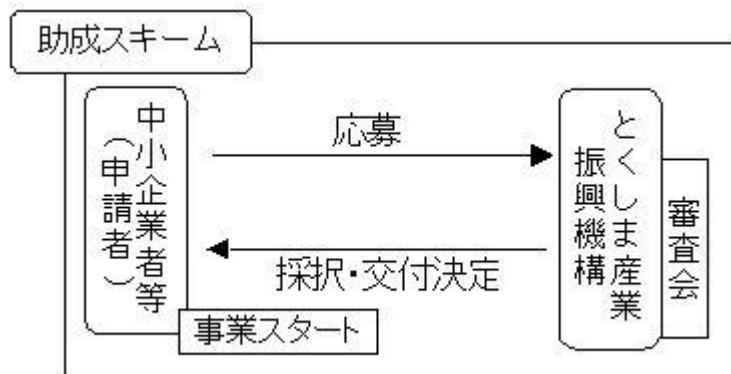 助成スキーム
中小企業者等
（申請者）
応募
採択・交付決定
とくしま産業
振興機構
審査会
事業スタート